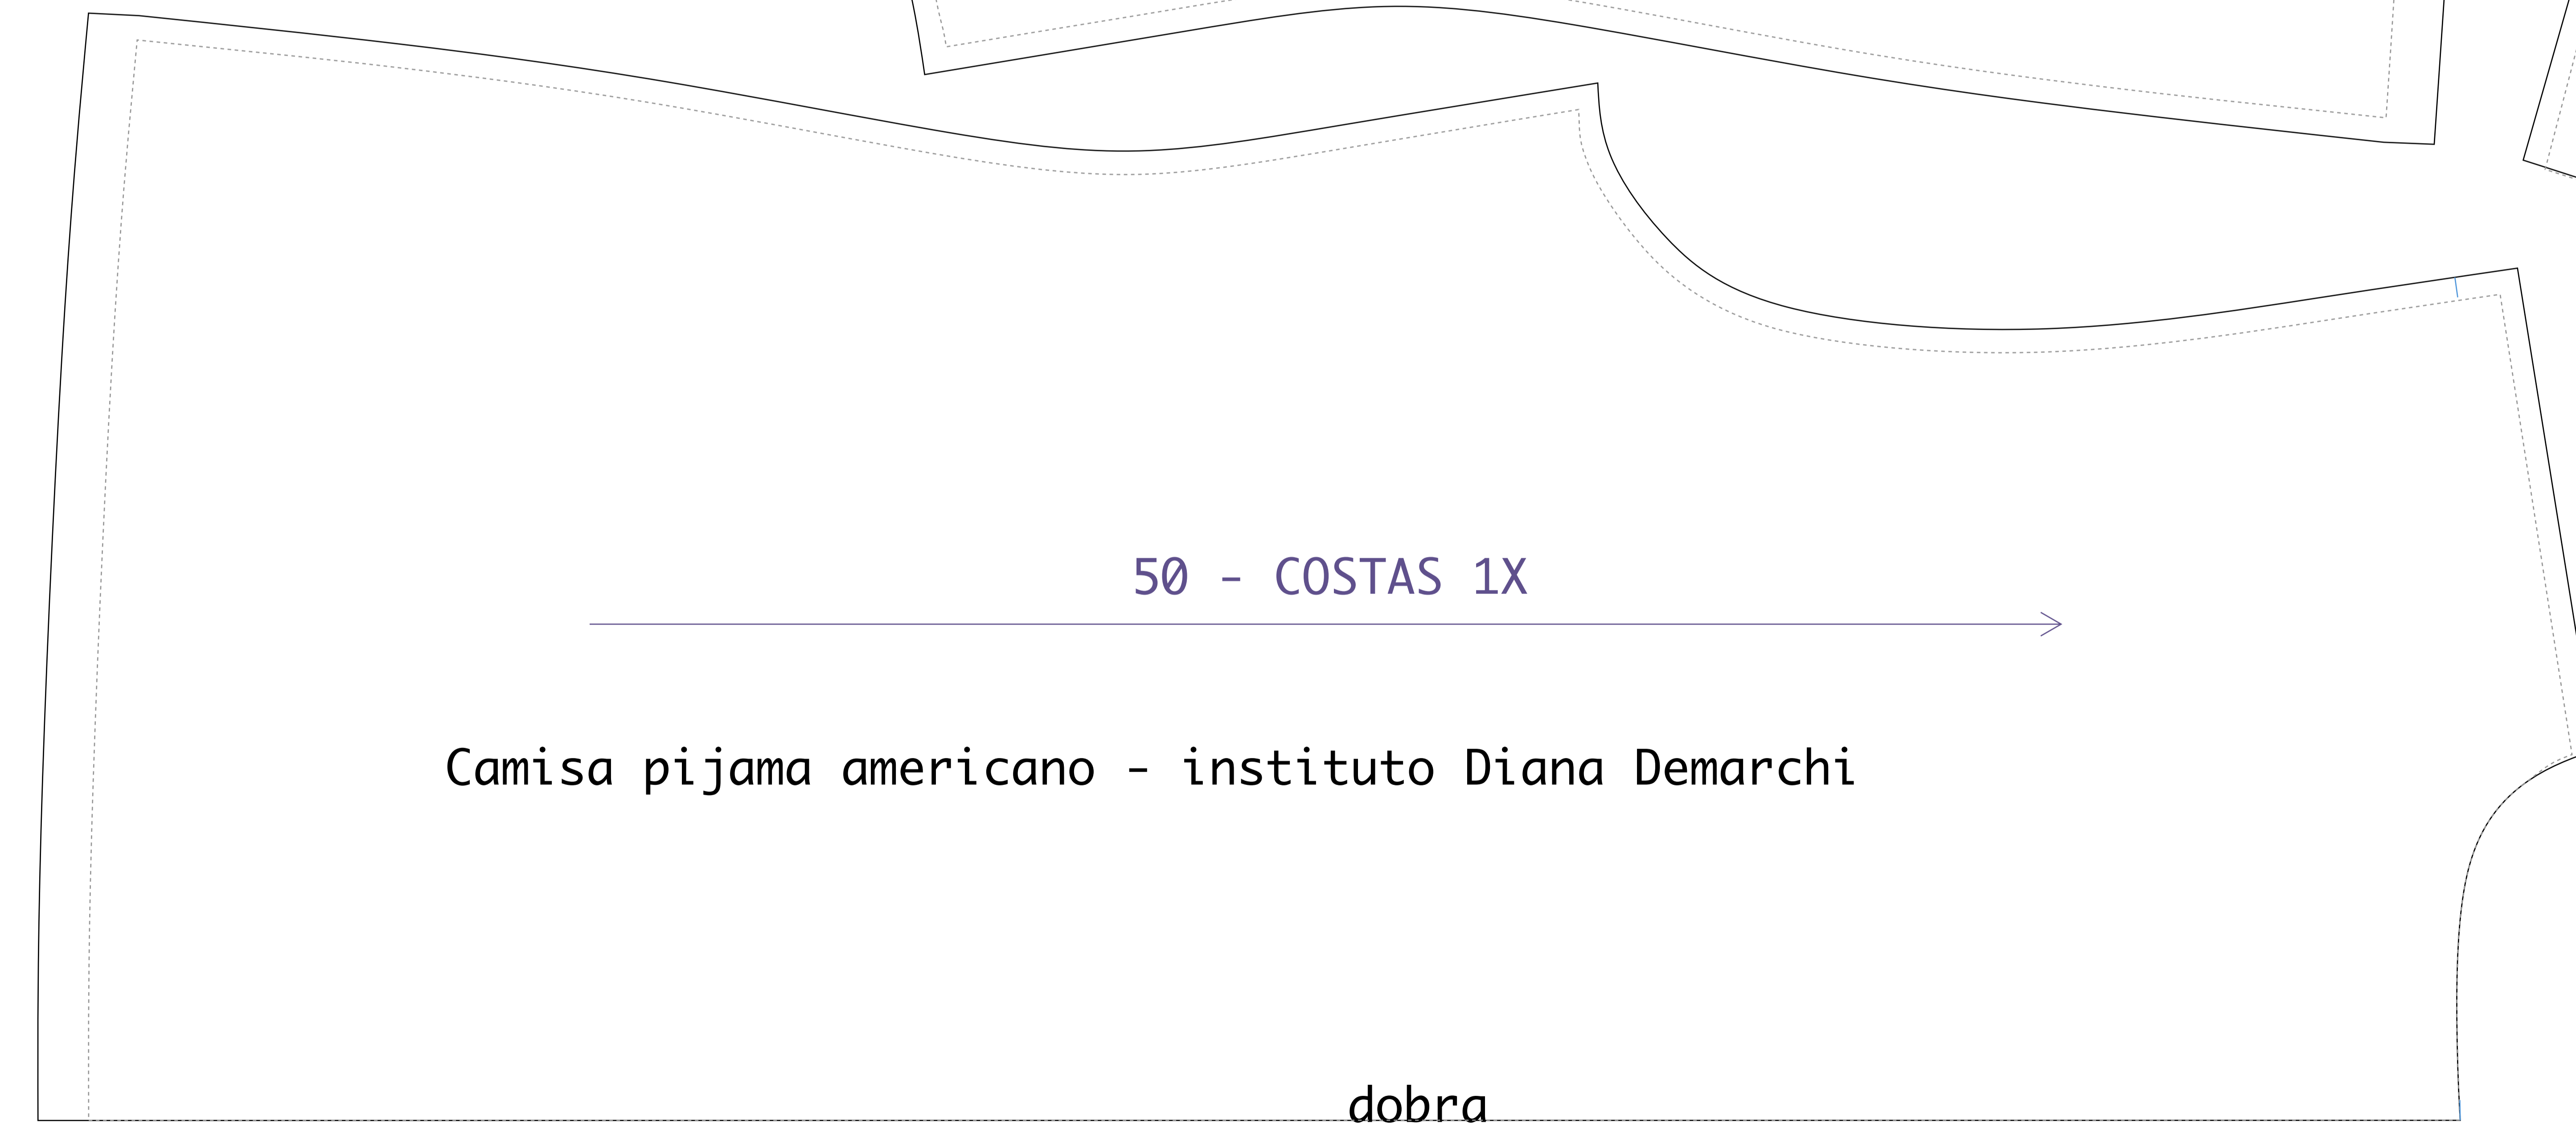 50 - COSTAS 1X
Camisa pijama americano - instituto Diana Demarchi
dobra